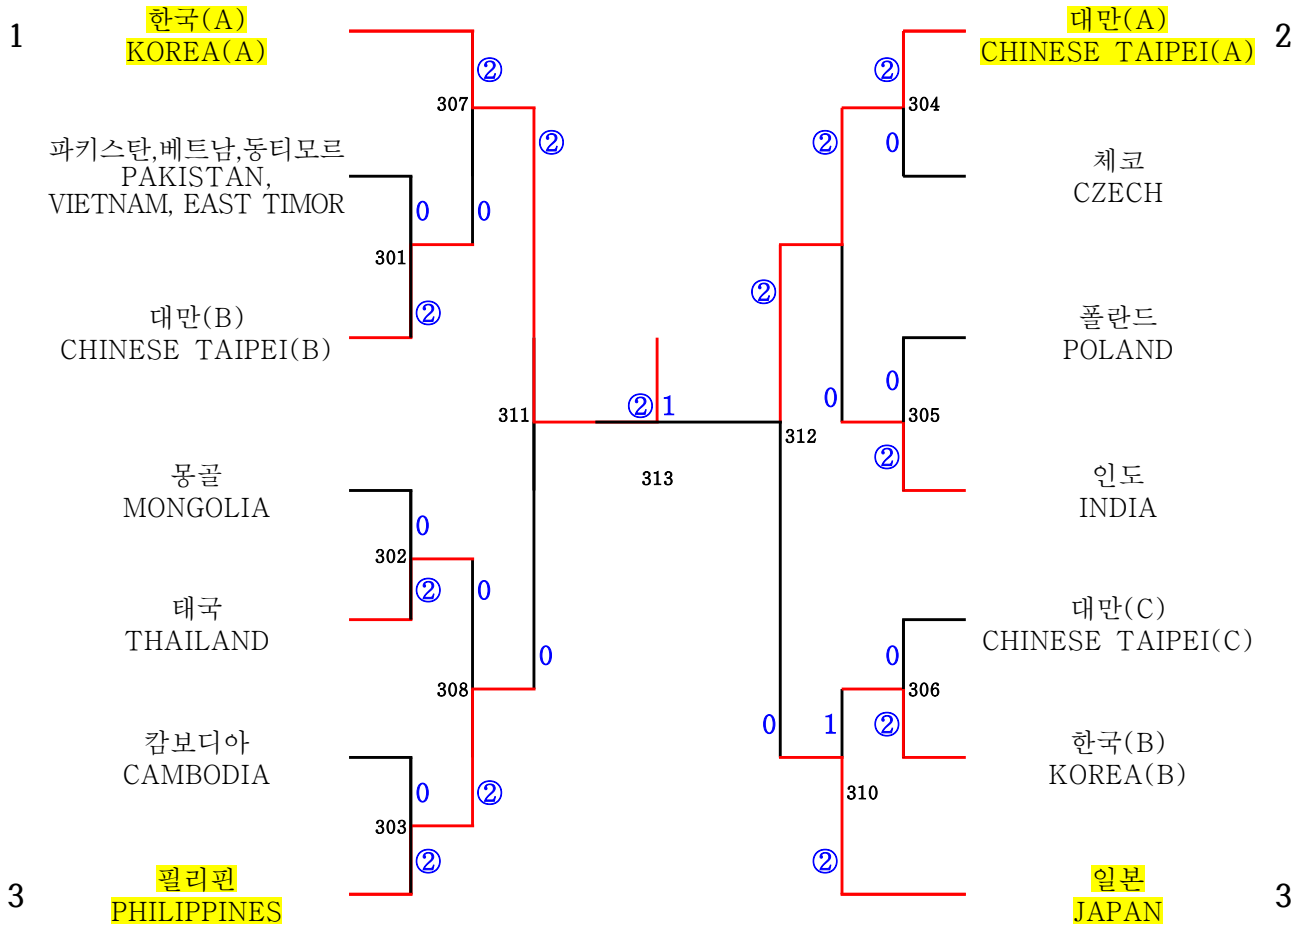 1
한국(A)
KOREA(A)
②
307
②
파키스탄,베트남,동티모르
PAKISTAN,
VIETNAM, EAST TIMOR
0
0
301
②
대만(B)
CHINESE TAIPEI(B)
311
②
1
313
몽골
MONGOLIA
0
302
②
0
태국
THAILAND
0
308
캄보디아
CAMBODIA
0
②
303
②
3
필리핀
PHILIPPINES
대만(A)
CHINESE TAIPEI(A)
2
②
304
②
0
체코
CZECH
②
폴란드
POLAND
0
0
305
312
②
인도
INDIA
대만(C)
CHINESE TAIPEI(C)
0
306
0
1
②
한국(B)
KOREA(B)
310
②
일본
JAPAN
3